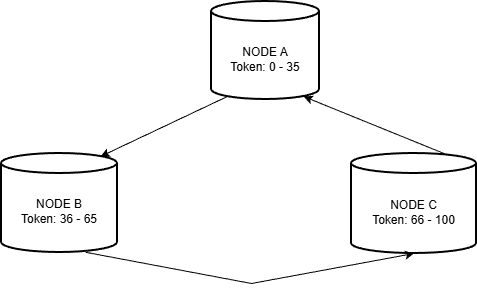 NODE A
Token: 0 - 35
NODE B
Token: 36 - 65
NODE C
Token: 66 - 100